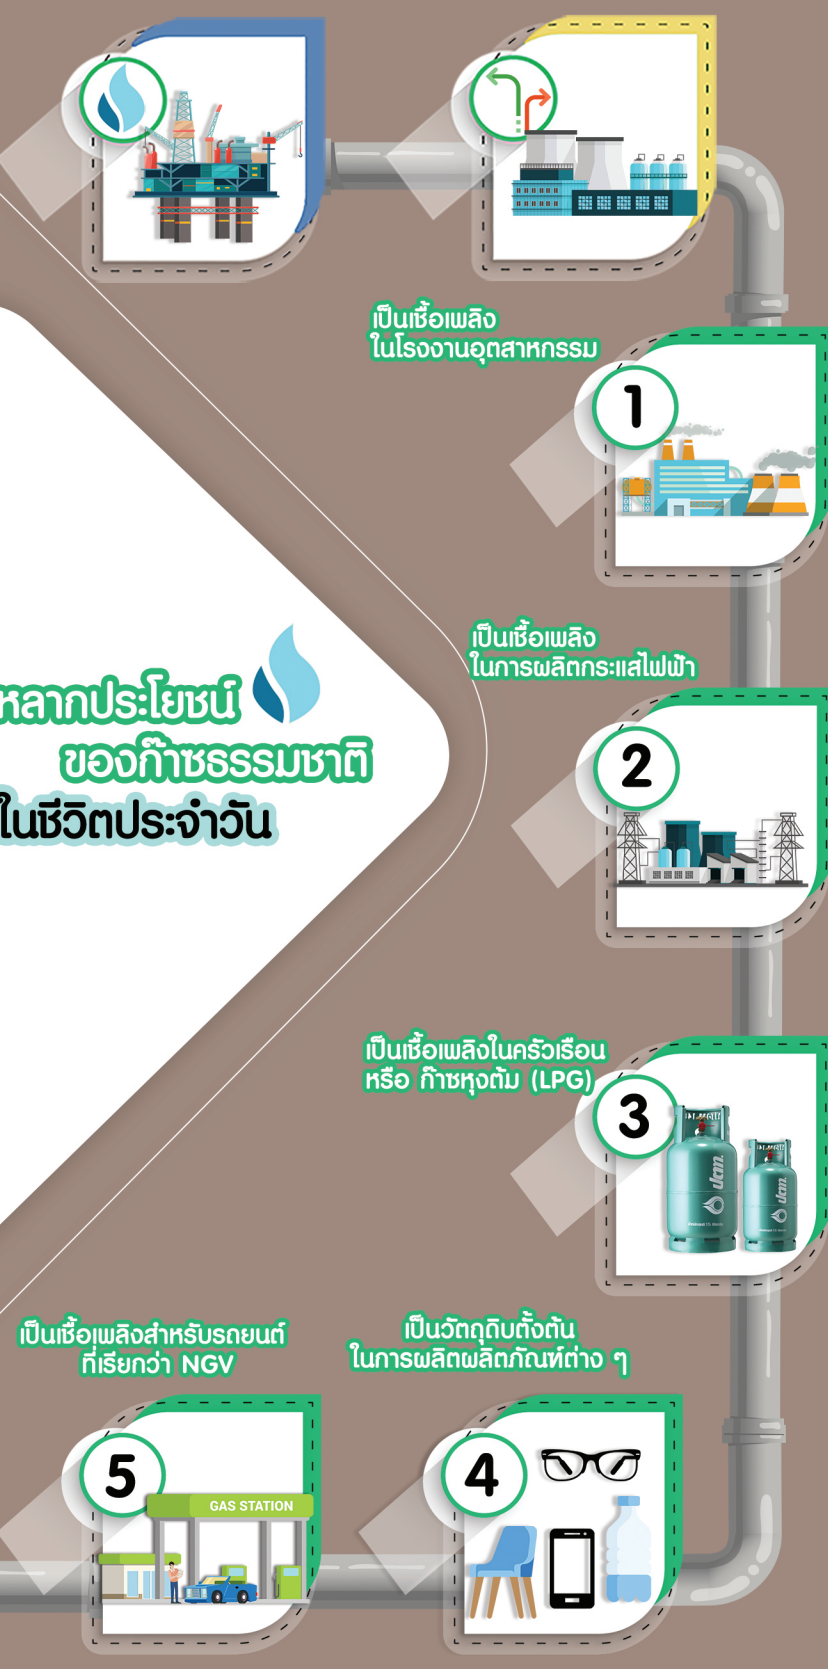 เป็นเชื้อเพลิง
ในโรงงานอุตสาหกรรม
1
เป็นเชื้อเพลิง
ในการผลิตกระแสไฟฟ้า
2
หลากประโยชน์
ของก๊าซธรรมชาติ
ในชีวิตประจำวัน
เป็นเชื้อเพลิงในครัวเรือน
หรือ ก๊าซหุงต้ม (LPG)
3
ปตท.
ปตท.
เป็นเชื้อเพลิงสำหรับรถยนต์
ที่เรียกว่า NGV
5
GAS STATION
เป็นวัตถุดิบตั้งต้น
ในการผลิตผลิตภัณฑ์ต่าง ๆ
4